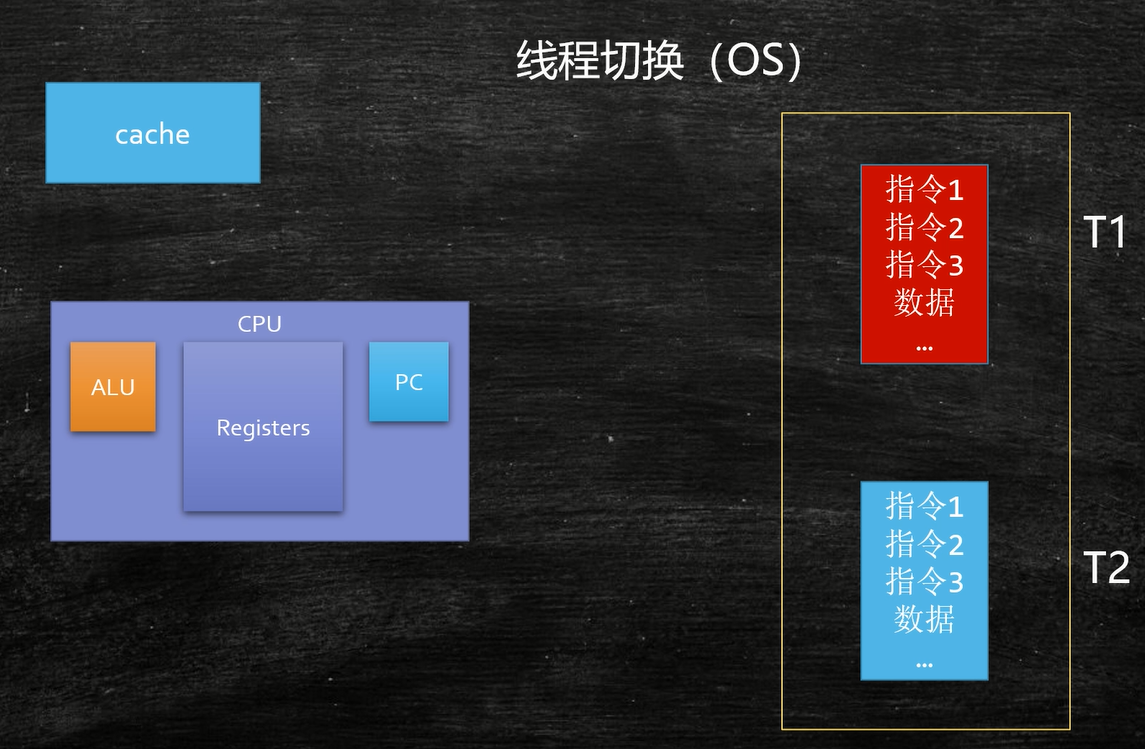 线程切换（OS）
cache
CPU
ALU
Registers
PC
指令1
指令2
指令3
数据
...
T1
指令1
指令2
指令3
数据
...
T2